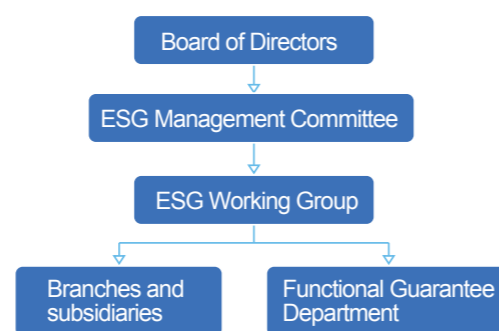 Board of Directors
ESG Management Committee
ESG Working Group
Branches and
subsidiaries
Functional Guarantee
Department